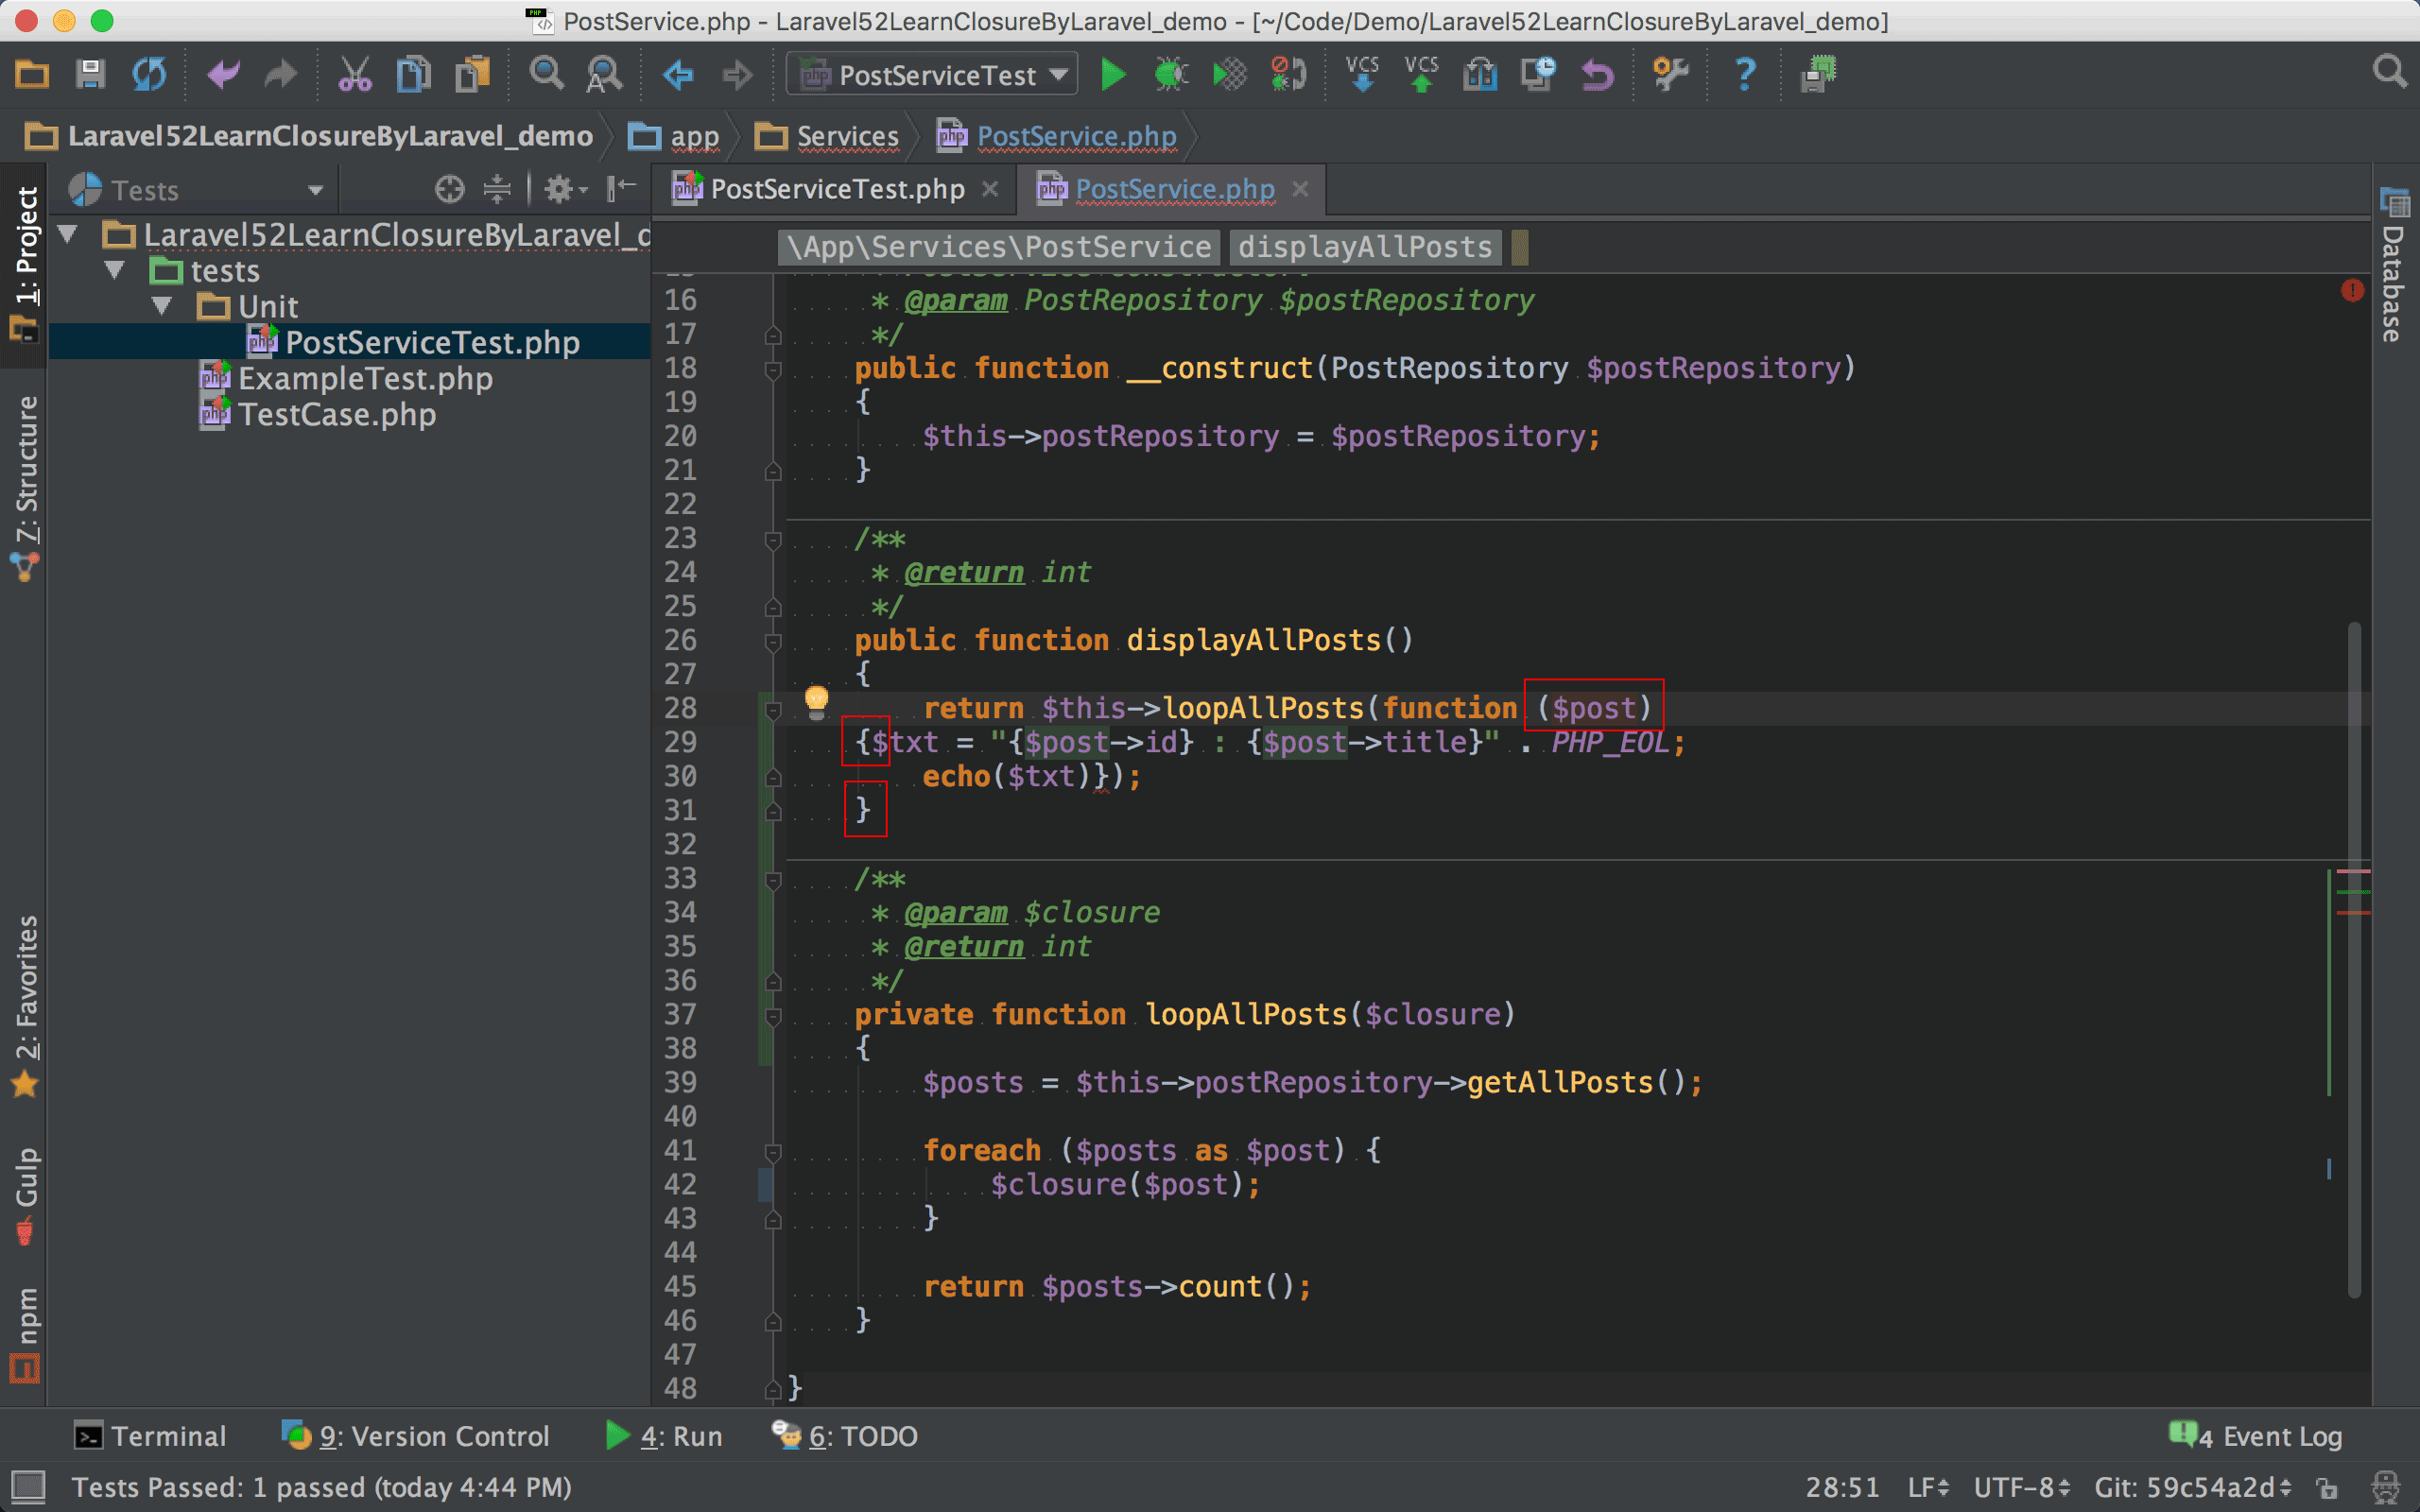 PostService.php - Laravel52LearnClosureByLaravel_demo - [~/Code/Demo/Laravel52LearnClosureByLaravel_demo]
PostServiceTest
VCS VCS
Laravel52LearnClosureByLaravel_demo app Services PostService.php
Tests
PostServiceTest.php
PostService.php
1: Project
7: Structure
2: Favorites
Gulp
npm
Database
Laravel52LearnClosureByLaravel_d
tests
Unit
PostServiceTest.php
ExampleTest.php
TestCase.php
\App\Services\PostService displayAllPosts
16 * @param PostRepository $postRepository
17 */
18 public function __construct(PostRepository $postRepository)
19 {
20 $this->postRepository = $postRepository;
21 }
22
23 /**
24 * @return int
25 */
26 public function displayAllPosts()
27 {
28 return $this->loopAllPosts(function ($post)
29 {$txt = "{$post->id} : {$post->title}" . PHP_EOL;
30 echo($txt)});
31 }
32
33 /**
34 * @param $closure
35 * @return int
36 */
37 private function loopAllPosts($closure)
38 {
39 $posts = $this->postRepository->getAllPosts();
40
41 foreach ($posts as $post) {
42 $closure($post);
43 }
44
45 return $posts->count();
46 }
47
48 }
Terminal 9: Version Control 4: Run 6: TODO 4 Event Log
Tests Passed: 1 passed (today 4:44 PM) 28:51 LF UTF-8 Git: 59c54a2d